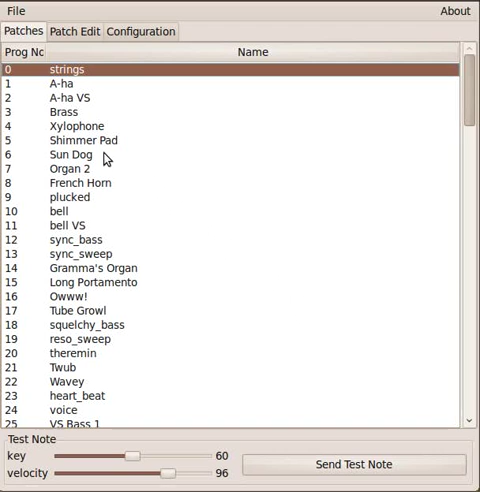 File About
Patches Patch Edit Configuration
Prog Nc Name
0 strings
1 A-ha
2 A-ha VS
3 Brass
4 Xylophone
5 Shimmer Pad
6 Sun Dog
7 Organ 2
8 French Horn
9 plucked
10 bell
11 bell VS
12 sync_bass
13 sync_sweep
14 Gramma's Organ
15 Long Portamento
16 Owww!
17 Tube Growl
18 squelchy_bass
19 reso_sweep
20 theremin
21 Twub
22 Wavey
23 heart_beat
24 voice
25 VS Bass 1
Test Note
key 60
velocity 96
Send Test Note